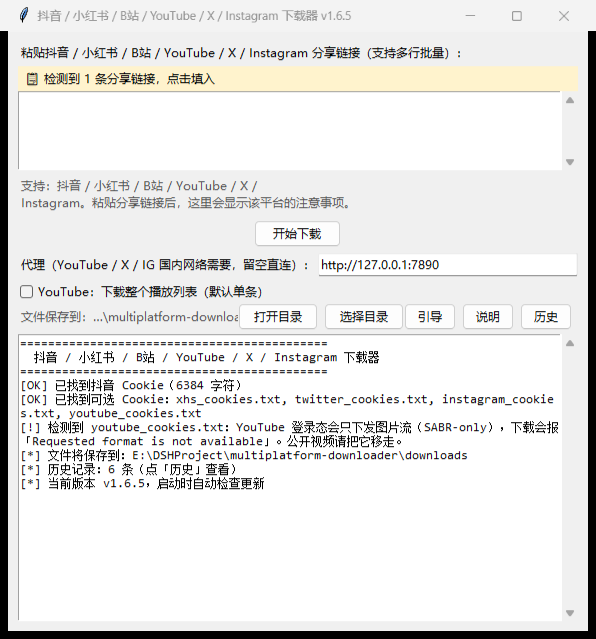 抖音 / 小红书 / B站 / YouTube / X / Instagram 下载器 v1.6.5
粘贴抖音 / 小红书 / B站 / YouTube / X / Instagram 分享链接（支持多行批量）：
检测到 1 条分享链接，点击填入
支持：抖音 / 小红书 / B站 / YouTube / X /
Instagram。粘贴分享链接后，这里会显示该平台的注意事项。
开始下载
代理（YouTube / X / IG 国内网络需要，留空直连）： http://127.0.0.1:7890
YouTube：下载整个播放列表（默认单条）
文件保存到：...\multiplatform-downloa 打开目录 选择目录 引导 说明 历史
============================================
抖音 / 小红书 / B站 / YouTube / X / Instagram 下载器
============================================
[OK] 已找到抖音 Cookie（6384 字符）
[OK] 已找到可选 Cookie：xhs_cookies.txt, twitter_cookies.txt, instagram_cookie
s.txt, youtube_cookies.txt
[!] 检测到 youtube_cookies.txt：YouTube 登录态会只下发图片流（SABR-only），下载会报
「Requested format is not available」。公开视频请把它移走。
[*] 文件将保存到：E:\DSHProject\multiplatform-downloader\downloads
[*] 历史记录：6 条（点「历史」查看）
[*] 当前版本 v1.6.5，启动时自动检查更新